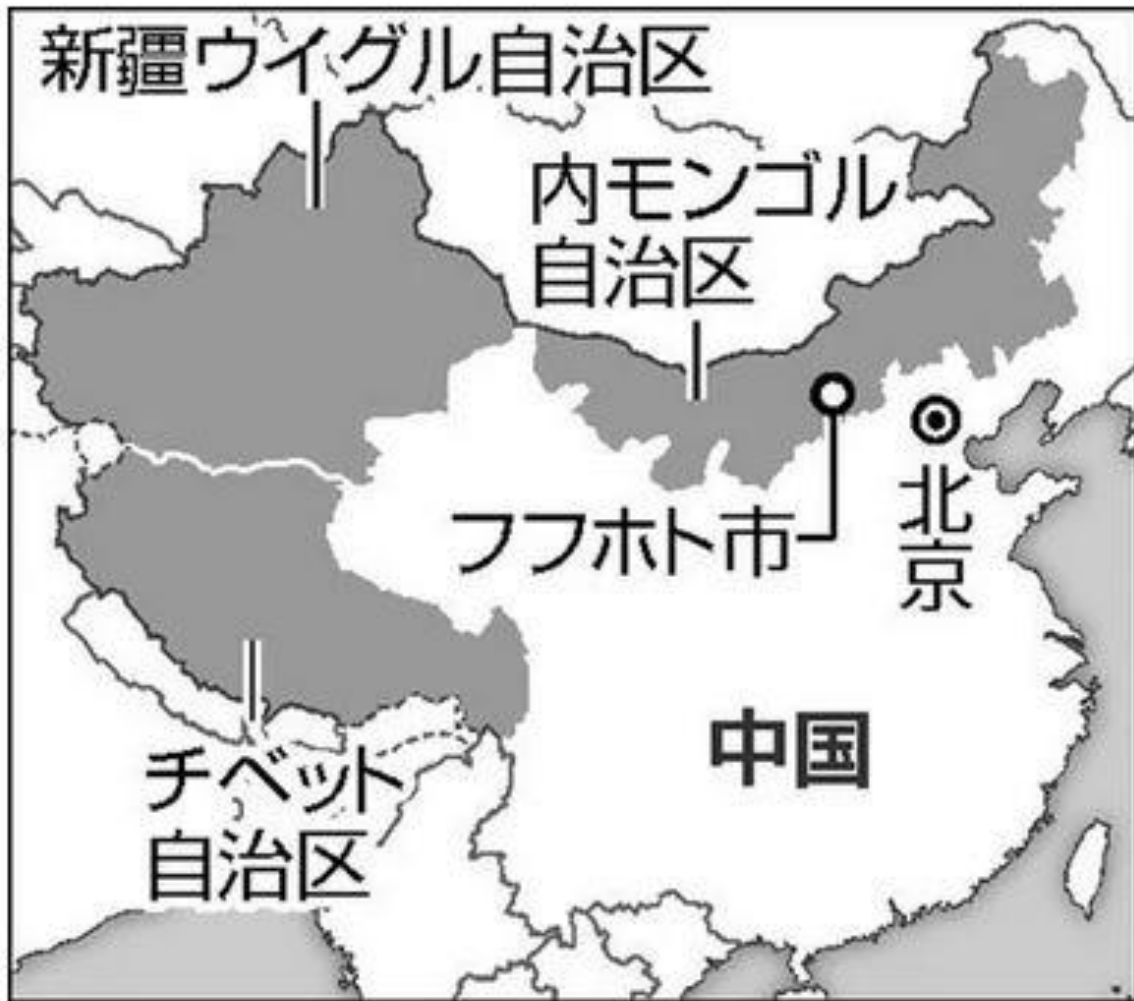 新疆ウイグル自治区
内モンゴル
自治区
フフホト市
北京
中国
チベット
自治区